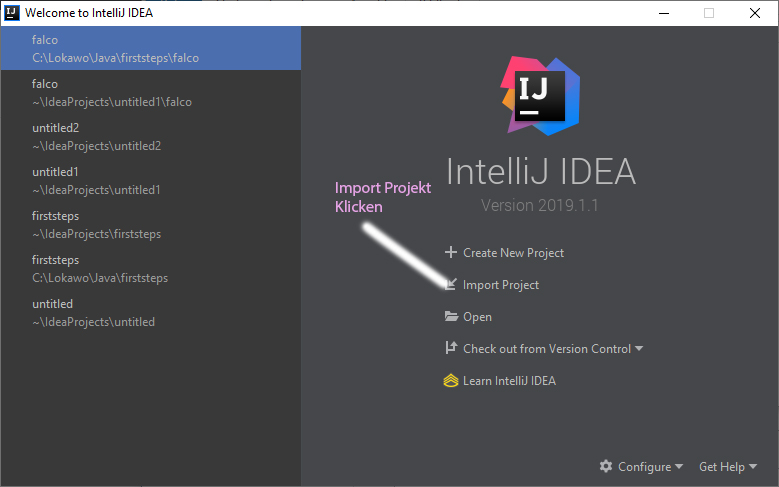 Welcome to IntelliJ IDEA
falco
C:\Lokawo\Java\firststeps\falco
falco
~\IdeaProjects\untitled1\falco
untitled2
~\IdeaProjects\untitled2
untitled1
~\IdeaProjects\untitled1
firststeps
~\IdeaProjects\firststeps
firststeps
C:\Lokawo\Java\firststeps
untitled
~\IdeaProjects\untitled
IJ
IntelliJ IDEA
Version 2019.1.1
Import Projekt
Klicken
Create New Project
Import Project
Open
Check out from Version Control
Learn IntelliJ IDEA
Configure
Get Help